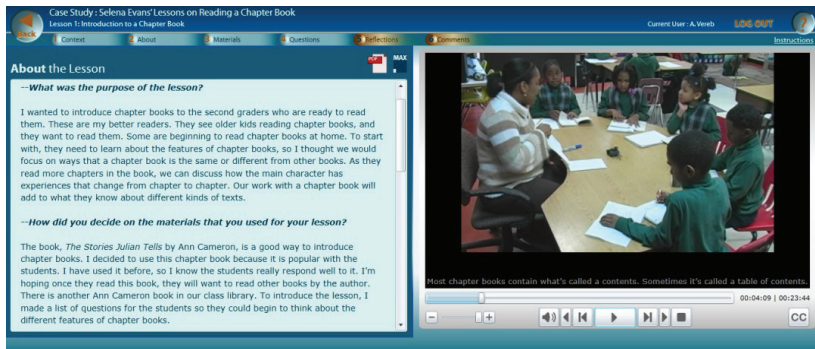 Case Study : Selena Evans' Lessons on Reading a Chapter Book
Lesson 1: Introduction to a Chapter Book
Current User : A. Vereb
LOG OUT
?
Back
1 Context
2 About
3 Materials
4 Questions
5 Reflections
6 Comments
Instructions
About the Lesson
PDF
MAX
--What was the purpose of the lesson?
I wanted to introduce chapter books to the second graders who are ready to read
them. These are my better readers. They see older kids reading chapter books, and
they want to read them. Some are beginning to read chapter books at home. To start
with, they need to learn about the features of chapter books, so I thought we would
focus on ways that a chapter book is the same or different from other books. As they
read more chapters in the book, we can discuss how the main character has
experiences that change from chapter to chapter. Our work with a chapter book will
add to what they know about different kinds of texts.
--How did you decide on the materials that you used for your lesson?
The book, The Stories Julian Tells by Ann Cameron, is a good way to introduce
chapter books. I decided to use this chapter book because it is popular with the
students. I have used it before, so I know the students really respond well to it. I'm
hoping once they read this book, they will want to read other books by the author.
There is another Ann Cameron book in our class library. To introduce the lesson, I
made a list of questions for the students so they could begin to think about the
different features of chapter books.
Most chapter books contain what's called a contents. Sometimes it's called a table of contents.
00:04:09 | 00:23:44
CC